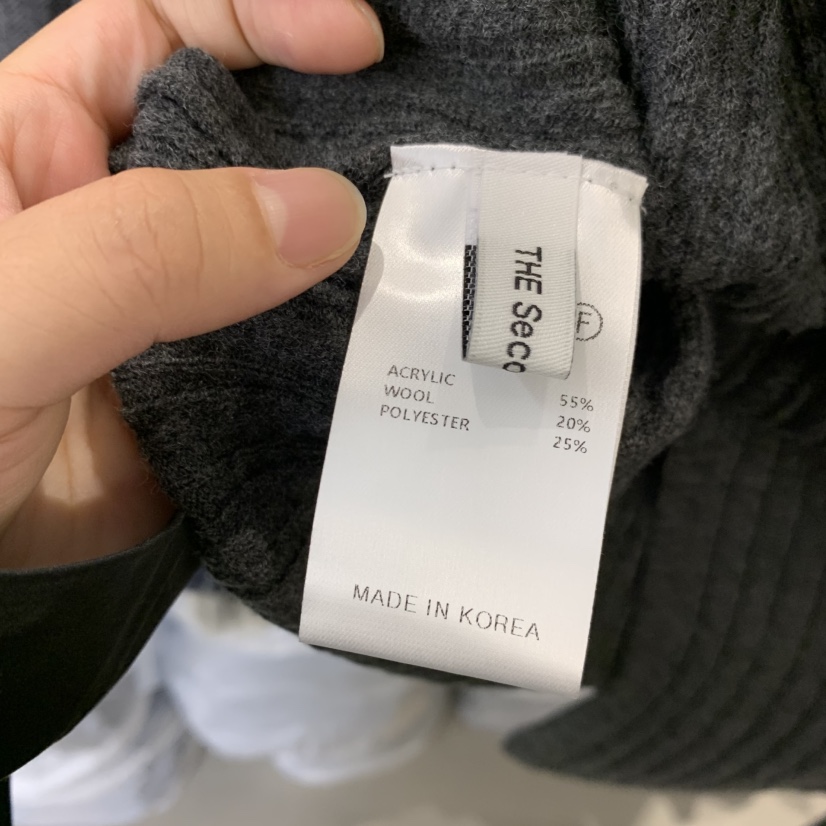 THE Seco
F
ACRYLIC 55%
WOOL 20%
POLYESTER 25%
MADE IN KOREA